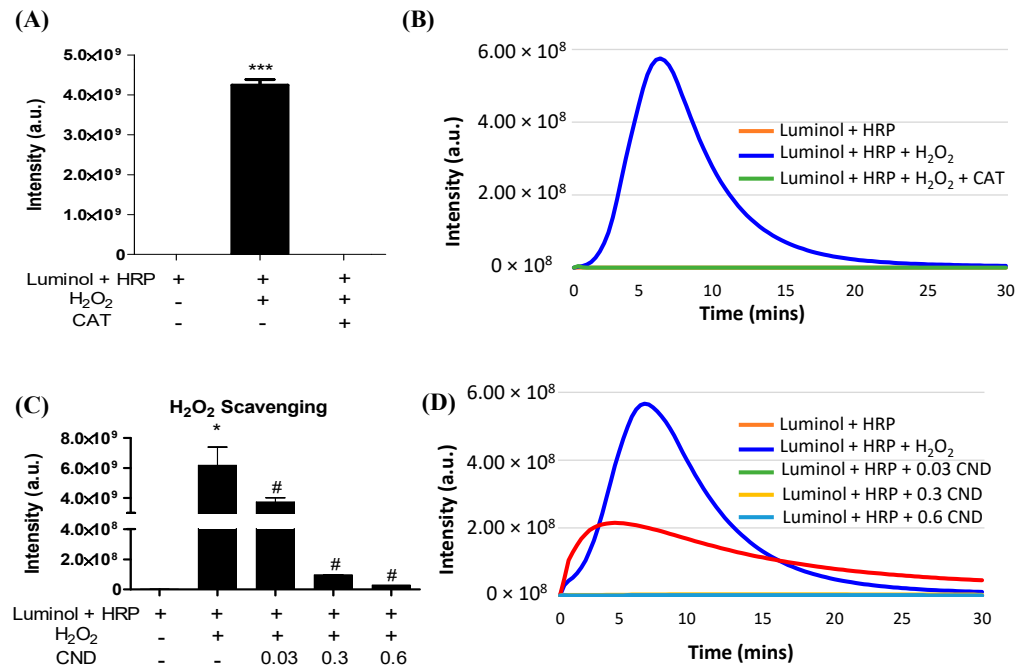 (A)
5.0×10⁹
4.0×10⁹
3.0×10⁹
2.0×10⁹
1.0×10⁹
0
Intensity (a.u.)
***
Luminol + HRP + + +
H₂O₂ - + +
CAT - - +
(B)
6.00 × 10⁸
4.00 × 10⁸
2.00 × 10⁸
0 × 10⁸
Intensity (a.u.)
Luminol + HRP
Luminol + HRP + H₂O₂
Luminol + HRP + H₂O₂ + CAT
0 5 10 15 20 25 30
Time (mins)
(C)
H₂O₂ Scavenging
8.0×10⁹
6.0×10⁹
4.0×10⁹
4.0×10⁸
2.0×10⁸
0
Intensity (a.u.)
*
#
#
#
Luminol + HRP + + + + +
H₂O₂ - + + + +
CND - - 0.03 0.3 0.6
(D)
6.00 × 10⁸
4.00 × 10⁸
2.00 × 10⁸
0 × 10⁸
Intensity (a.u.)
Luminol + HRP
Luminol + HRP + H₂O₂
Luminol + HRP + 0.03 CND
Luminol + HRP + 0.3 CND
Luminol + HRP + 0.6 CND
0 5 10 15 20 25 30
Time (mins)